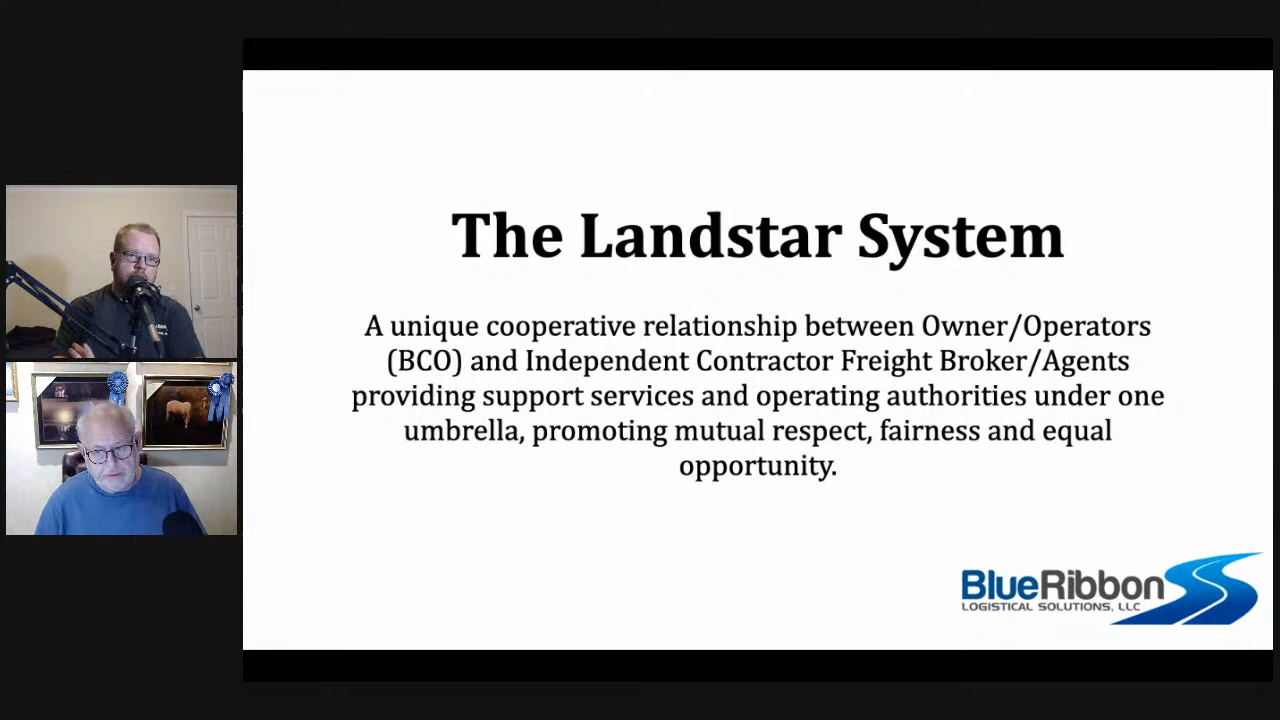 The Landstar System
A unique cooperative relationship between Owner/Operators
(BCO) and Independent Contractor Freight Broker/Agents
providing support services and operating authorities under one
umbrella, promoting mutual respect, fairness and equal
opportunity.
BlueRibbon
LOGISTICAL SOLUTIONS, LLC